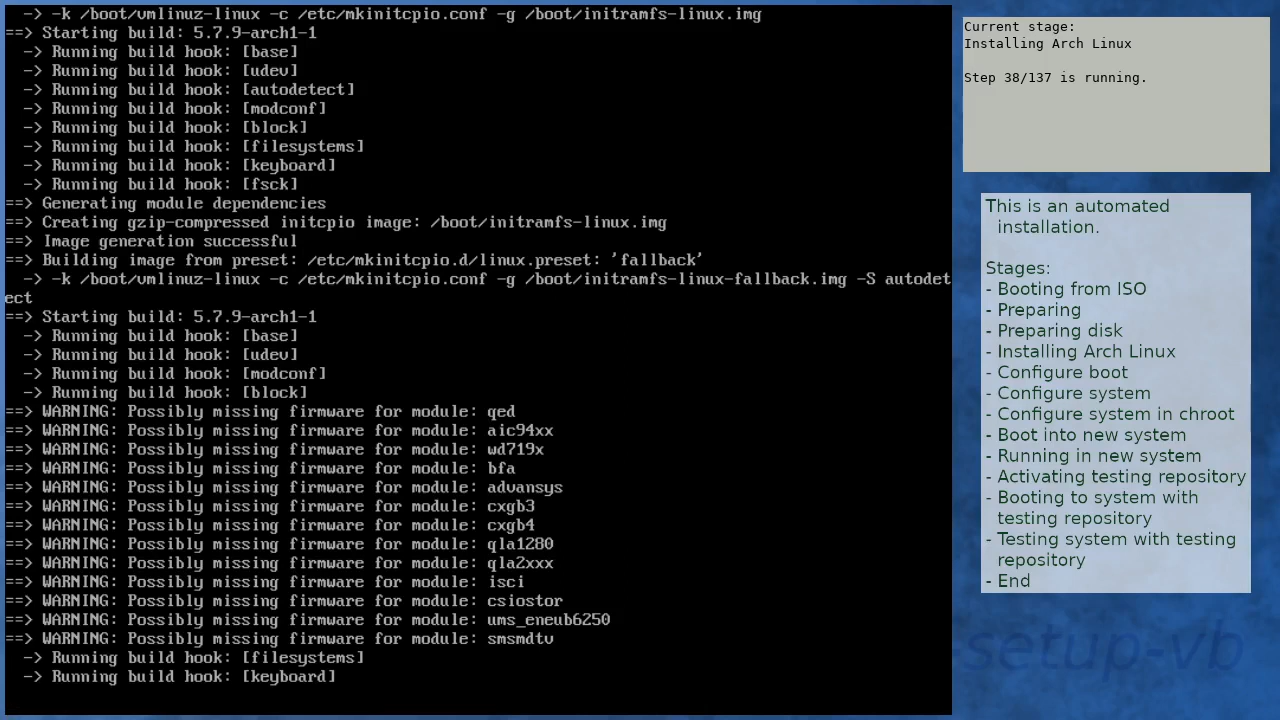 -> -k /boot/vmlinuz-linux -c /etc/mkinitcpio.conf -g /boot/initramfs-linux.img
==> Starting build: 5.7.9-arch1-1
-> Running build hook: [base]
-> Running build hook: [udev]
-> Running build hook: [autodetect]
-> Running build hook: [modconf]
-> Running build hook: [block]
-> Running build hook: [filesystems]
-> Running build hook: [keyboard]
-> Running build hook: [fsck]
==> Generating module dependencies
==> Creating gzip-compressed initcpio image: /boot/initramfs-linux.img
==> Image generation successful
==> Building image from preset: /etc/mkinitcpio.d/linux.preset: 'fallback'
-> -k /boot/vmlinuz-linux -c /etc/mkinitcpio.conf -g /boot/initramfs-linux-fallback.img -S autodet
ect
==> Starting build: 5.7.9-arch1-1
-> Running build hook: [base]
-> Running build hook: [udev]
-> Running build hook: [modconf]
-> Running build hook: [block]
==> WARNING: Possibly missing firmware for module: qed
==> WARNING: Possibly missing firmware for module: aic94xx
==> WARNING: Possibly missing firmware for module: wd719x
==> WARNING: Possibly missing firmware for module: bfa
==> WARNING: Possibly missing firmware for module: advansys
==> WARNING: Possibly missing firmware for module: cxgb3
==> WARNING: Possibly missing firmware for module: cxgb4
==> WARNING: Possibly missing firmware for module: qla1280
==> WARNING: Possibly missing firmware for module: qla2xxx
==> WARNING: Possibly missing firmware for module: isci
==> WARNING: Possibly missing firmware for module: csiostor
==> WARNING: Possibly missing firmware for module: ums_eneub6250
==> WARNING: Possibly missing firmware for module: smsmdtv
-> Running build hook: [filesystems]
-> Running build hook: [keyboard]
Current stage:
Installing Arch Linux
Step 38/137 is running.
This is an automated
installation.
Stages:
- Booting from ISO
- Preparing
- Preparing disk
- Installing Arch Linux
- Configure boot
- Configure system
- Configure system in chroot
- Boot into new system
- Running in new system
- Activating testing repository
- Booting to system with
testing repository
- Testing system with testing
repository
- End
-setup-vb